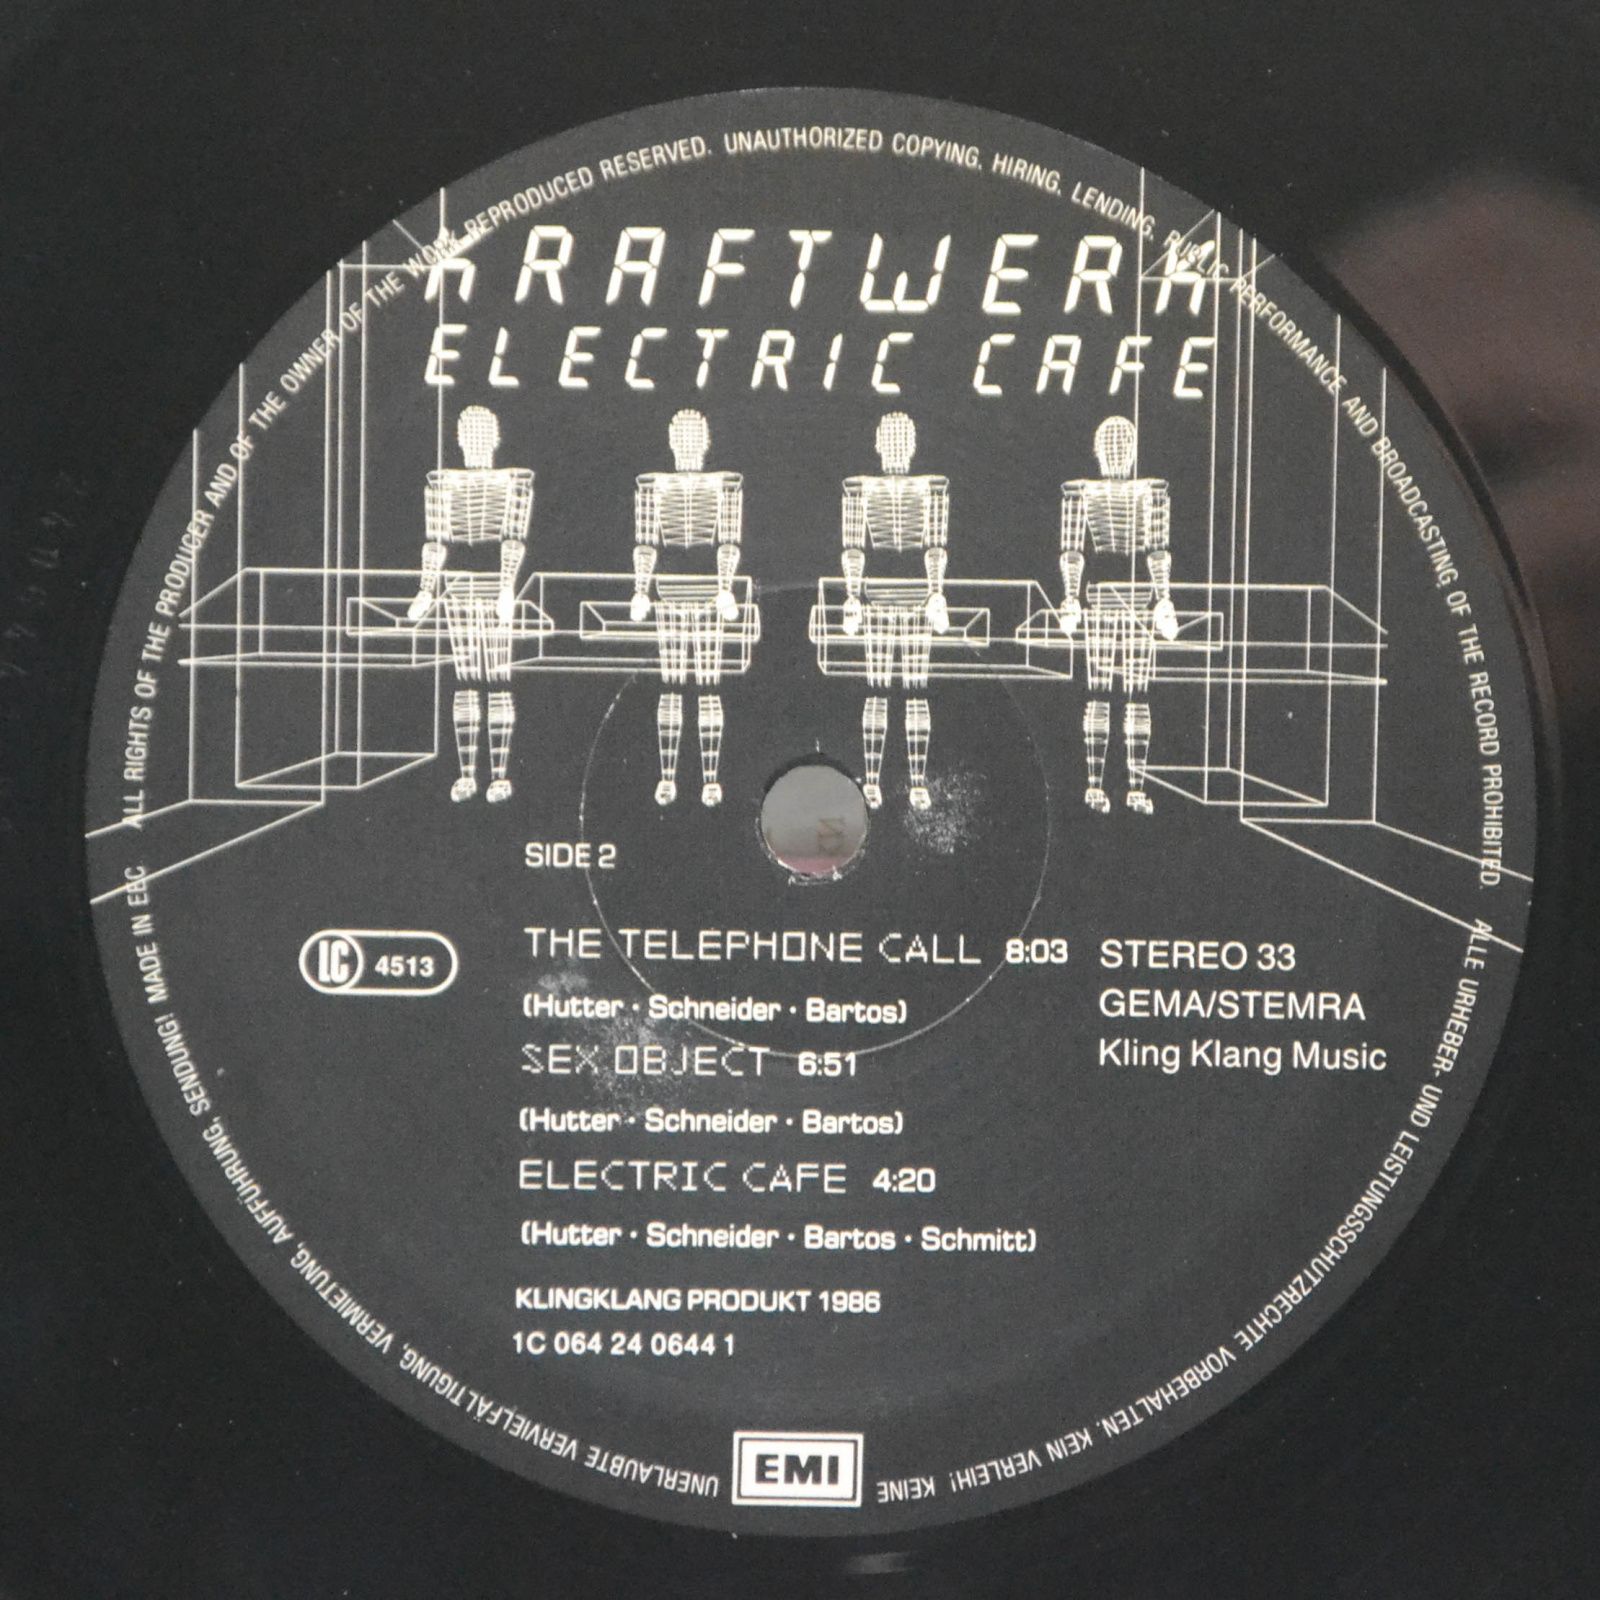 ALL RIGHTS OF THE PRODUCER AND OF THE OWNER OF THE WORK REPRODUCED RESERVED. UNAUTHORIZED COPYING, HIRING, LENDING, PUBLIC PERFORMANCE AND BROADCASTING OF THE RECORD PROHIBITED.
KRAFTWERK
ELECTRIC CAFE
SIDE 2
LC 4513
THE TELEPHONE CALL 8:03
(Hutter · Schneider · Bartos)
SEX OBJECT 6:51
(Hutter · Schneider · Bartos)
ELECTRIC CAFE 4:20
(Hutter · Schneider · Bartos · Schmitt)
STEREO 33
GEMA/STEMRA
Kling Klang Music
KLINGKLANG PRODUKT 1986
1C 064 24 0644 1
EMI
ALLE URHEBER- UND LEISTUNGSSCHUTZRECHTE VORBEHALTEN. KEIN VERLEIH! KEINE UNERLAUBTE VERVIELFÄLTIGUNG, VERMIETUNG, AUFFÜHRUNG, SENDUNG! MADE IN EEC